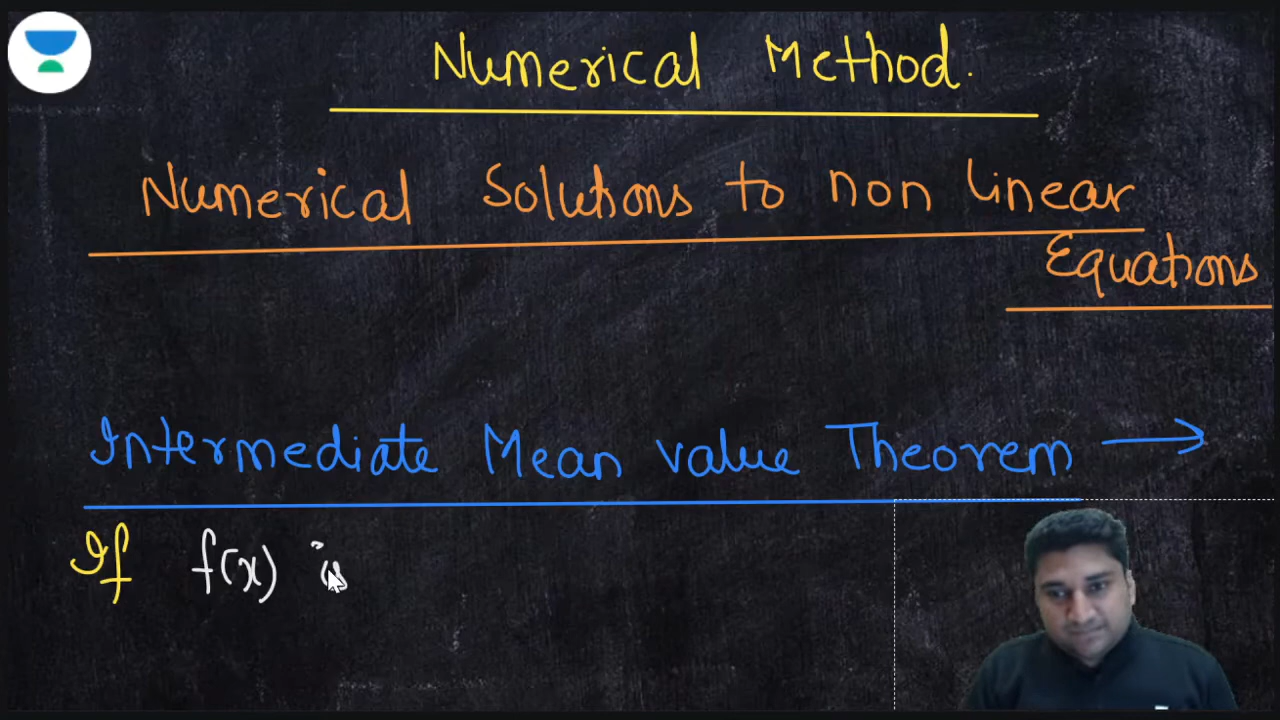 Numerical Method.
Numerical Solutions to non linear
Equations
Intermediate Mean value Theorem →
If f(x) is